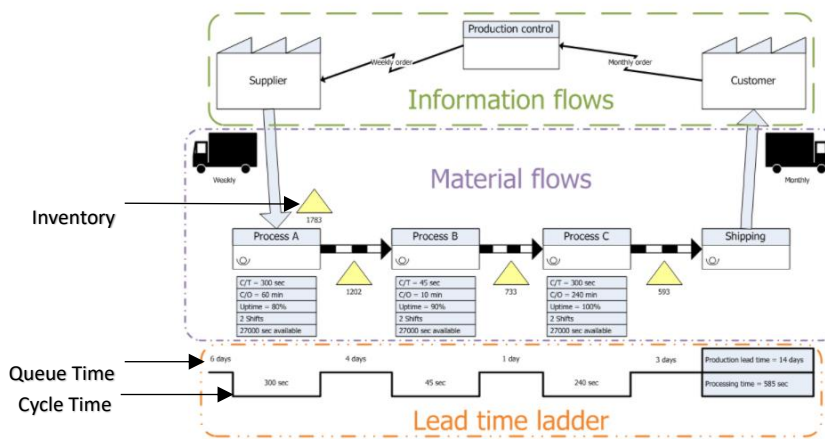 Production control
Supplier
Weekly order
Monthly order
Customer
Information flows
Weekly
Material flows
Monthly
Inventory
1783
Process A
Process B
Process C
Shipping
1202
733
593
C/T = 300 sec
C/O = 60 min
Uptime = 80%
2 Shifts
27000 sec available
C/T = 45 sec
C/O = 10 min
Uptime = 90%
2 Shifts
27000 sec available
C/T = 300 sec
C/O = 240 min
Uptime = 100%
2 Shifts
27000 sec available
Queue Time
6 days
4 days
1 day
3 days
Production lead time = 14 days
Cycle Time
300 sec
45 sec
240 sec
Processing time = 585 sec
Lead time ladder